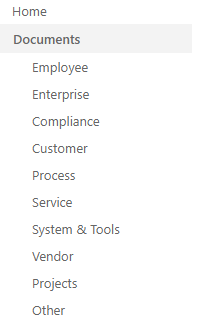 Home
Documents
Employee
Enterprise
Compliance
Customer
Process
Service
System & Tools
Vendor
Projects
Other